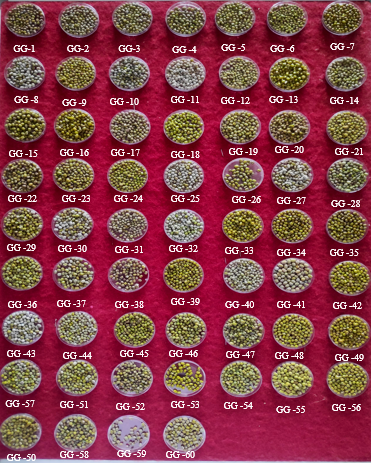 GG-1 GG-2 GG-3 GG-4 GG-5 GG-6 GG-7
GG-8 GG-9 GG-10 GG-11 GG-12 GG-13 GG-14
GG-15 GG-16 GG-17 GG-18 GG-19 GG-20 GG-21
GG-22 GG-23 GG-24 GG-25 GG-26 GG-27 GG-28
GG-29 GG-30 GG-31 GG-32 GG-33 GG-34 GG-35
GG-36 GG-37 GG-38 GG-39 GG-40 GG-41 GG-42
GG-43 GG-44 GG-45 GG-46 GG-47 GG-48 GG-49
GG-57 GG-51 GG-52 GG-53 GG-54 GG-55 GG-56
GG-50 GG-58 GG-59 GG-60